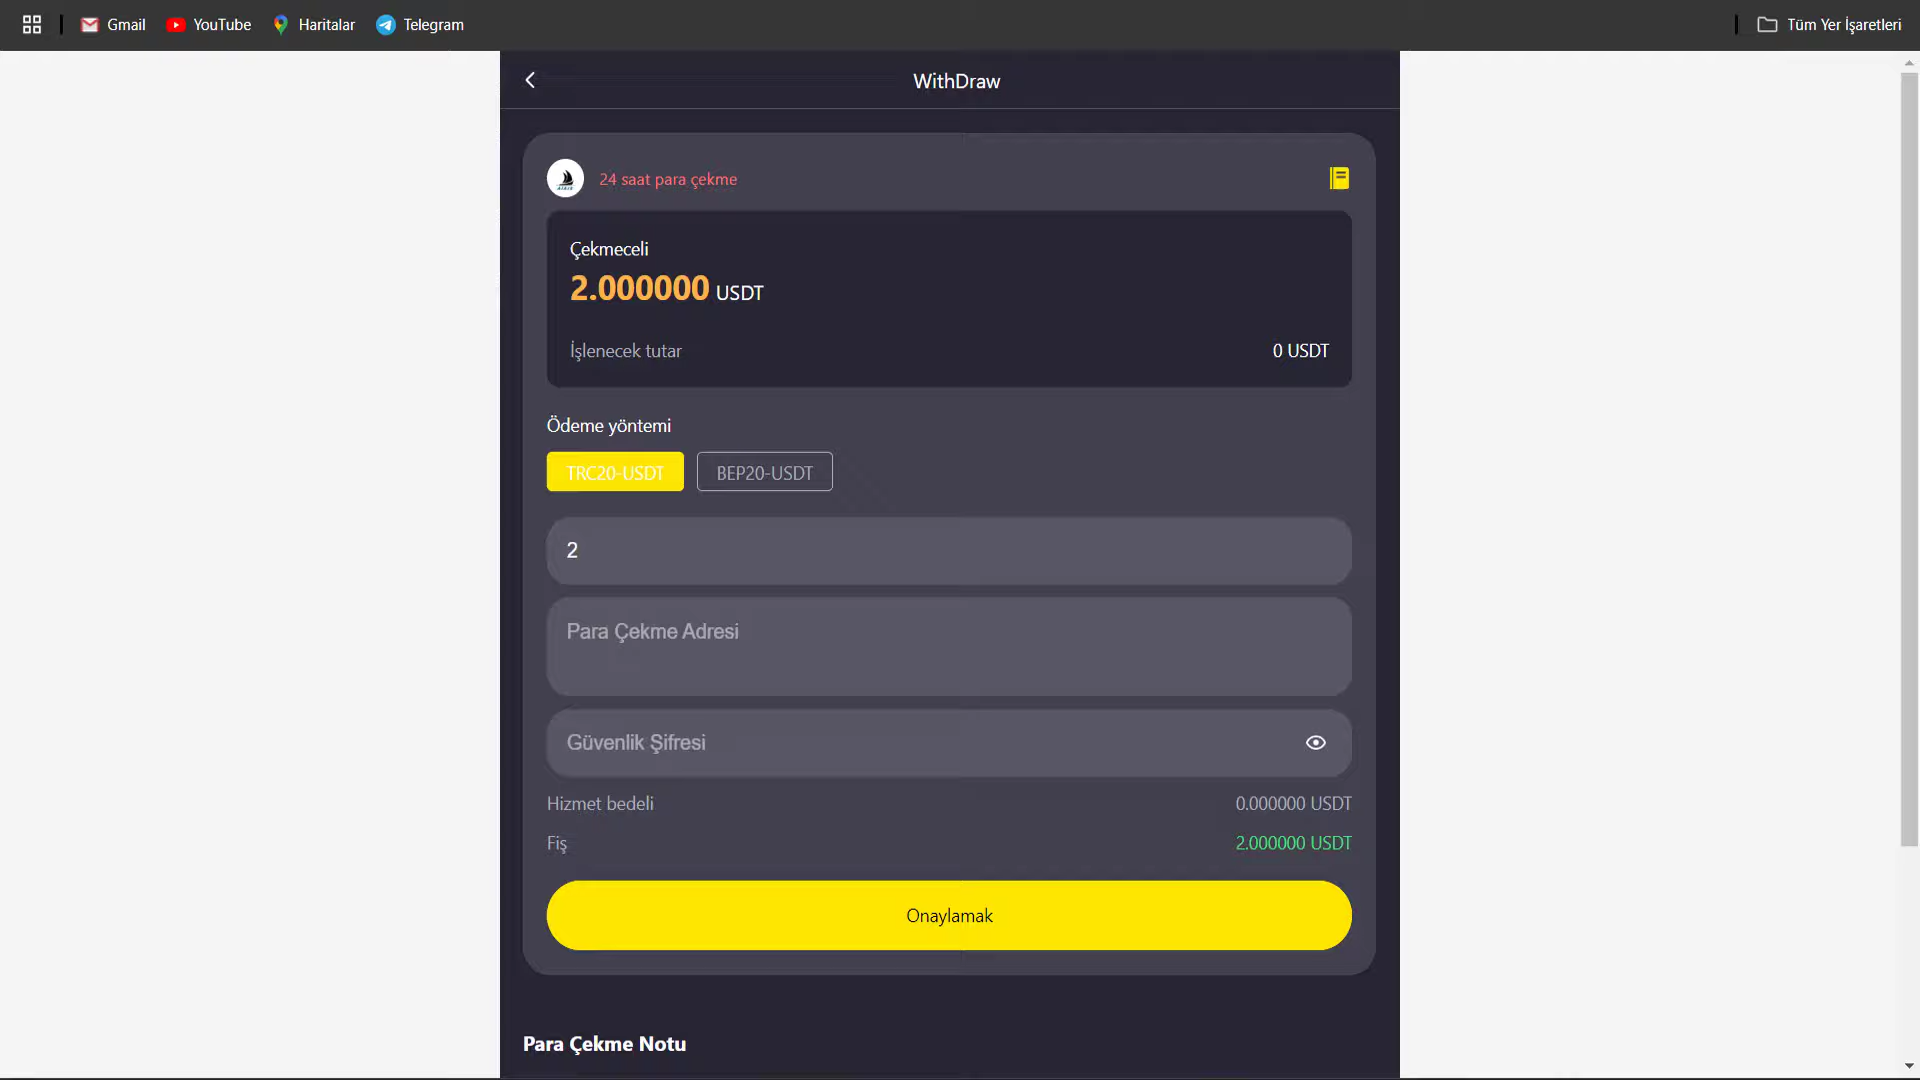 Gmail
YouTube
Haritalar
Telegram
Tüm Yer İşaretleri
WithDraw
24 saat para çekme
Çekmeceli
2.000000 USDT
İşlenecek tutar
0 USDT
Ödeme yöntemi
TRC20-USDT
BEP20-USDT
2
Para Çekme Adresi
Güvenlik Şifresi
Hizmet bedeli
0.000000 USDT
Fiş
2.000000 USDT
Onaylamak
Para Çekme Notu